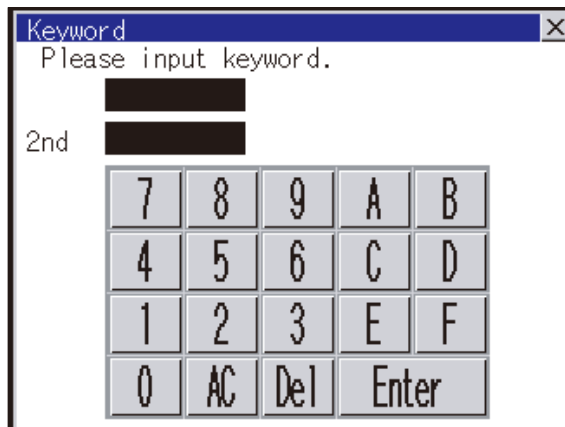 Keyword
Please input keyword.
2nd
7 8 9 A B
4 5 6 C D
1 2 3 E F
0 AC Del Enter